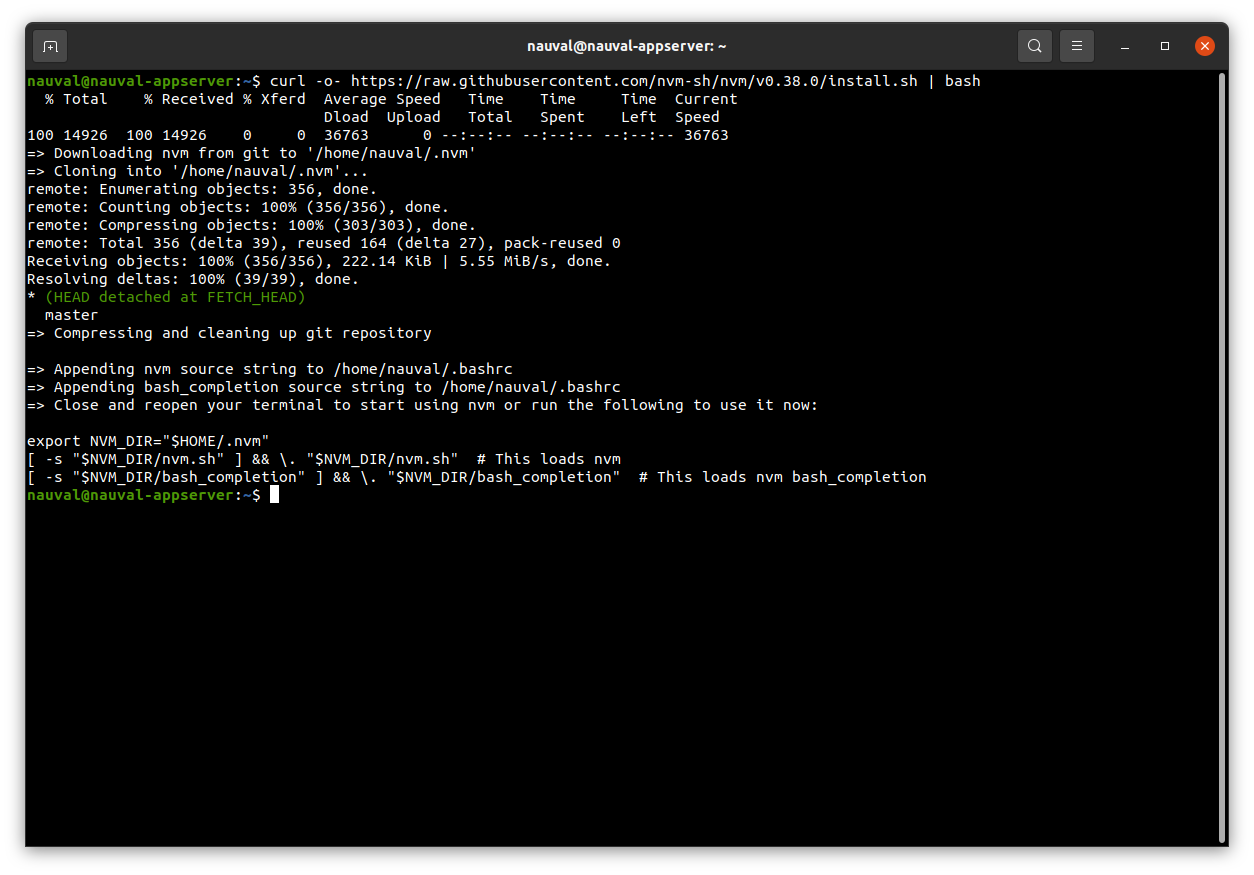 nauval@nauval-appserver: ~
nauval@nauval-appserver:~$ curl -o- https://raw.githubusercontent.com/nvm-sh/nvm/v0.38.0/install.sh | bash
  % Total    % Received % Xferd  Average Speed   Time    Time     Time  Current
                                 Dload  Upload   Total   Spent    Left  Speed
100 14926  100 14926    0     0  36763      0 --:--:-- --:--:-- --:--:-- 36763
=> Downloading nvm from git to '/home/nauval/.nvm'
=> Cloning into '/home/nauval/.nvm'...
remote: Enumerating objects: 356, done.
remote: Counting objects: 100% (356/356), done.
remote: Compressing objects: 100% (303/303), done.
remote: Total 356 (delta 39), reused 164 (delta 27), pack-reused 0
Receiving objects: 100% (356/356), 222.14 KiB | 5.55 MiB/s, done.
Resolving deltas: 100% (39/39), done.
* (HEAD detached at FETCH_HEAD)
  master
=> Compressing and cleaning up git repository

=> Appending nvm source string to /home/nauval/.bashrc
=> Appending bash_completion source string to /home/nauval/.bashrc
=> Close and reopen your terminal to start using nvm or run the following to use it now:

export NVM_DIR="$HOME/.nvm"
[ -s "$NVM_DIR/nvm.sh" ] && \. "$NVM_DIR/nvm.sh"  # This loads nvm
[ -s "$NVM_DIR/bash_completion" ] && \. "$NVM_DIR/bash_completion"  # This loads nvm bash_completion
nauval@nauval-appserver:~$